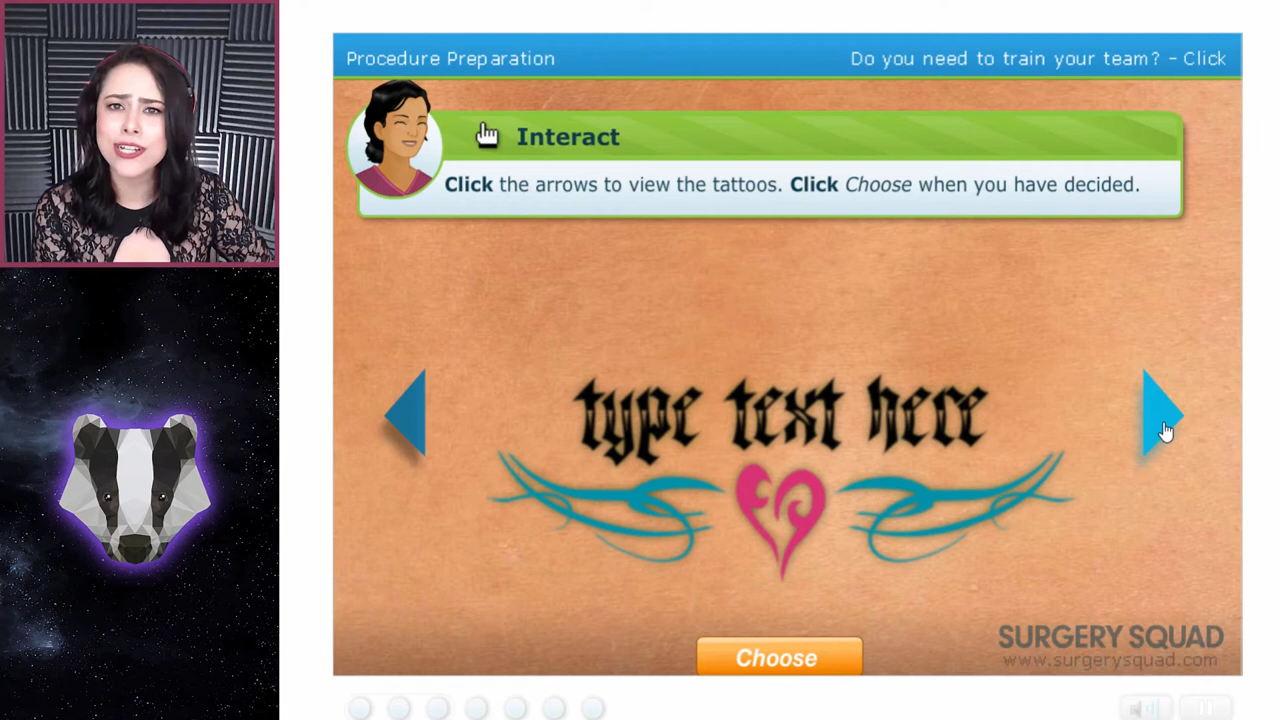 Procedure Preparation
Do you need to train your team? - Click
Interact
Click the arrows to view the tattoos. Click Choose when you have decided.
type text here
Choose
SURGERY SQUAD
www.surgerysquad.com